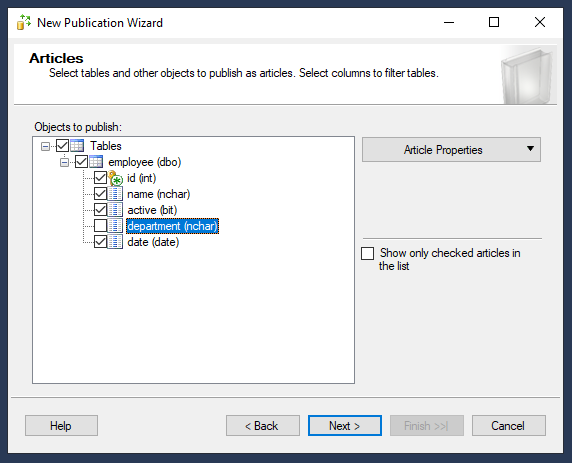 New Publication Wizard
Articles
Select tables and other objects to publish as articles. Select columns to filter tables.
Objects to publish:
Tables
employee (dbo)
id (int)
name (nchar)
active (bit)
department (nchar)
date (date)
Article Properties
Show only checked articles in
the list
Help
< Back
Next >
Finish >>|
Cancel